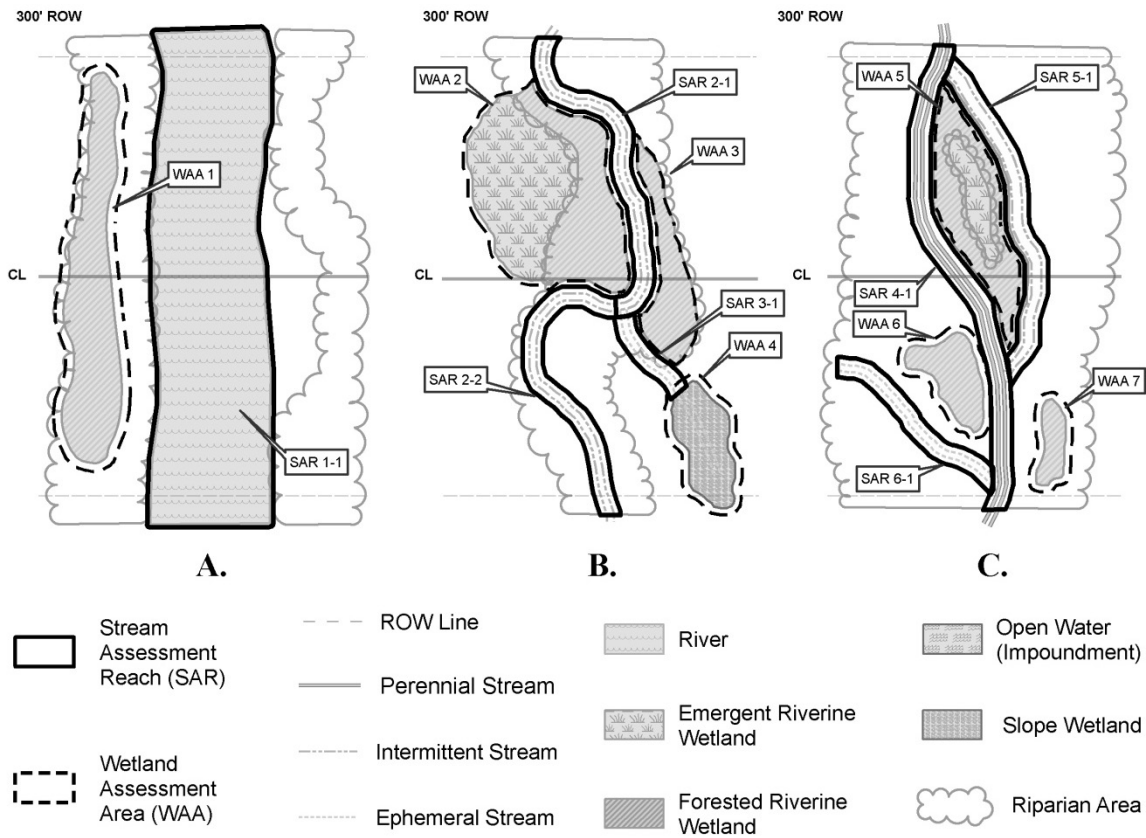 300' ROW
WAA 1
CL
SAR 1-1
A.
300' ROW
WAA 2
SAR 2-1
WAA 3
CL
SAR 3-1
WAA 4
SAR 2-2
B.
300' ROW
WAA 5
SAR 5-1
CL
SAR 4-1
WAA 6
WAA 7
SAR 6-1
C.
Stream
Assessment
Reach (SAR)
Wetland
Assessment
Area (WAA)
ROW Line
Perennial Stream
Intermittent Stream
Ephemeral Stream
River
Emergent Riverine
Wetland
Forested Riverine
Wetland
Open Water
(Impoundment)
Slope Wetland
Riparian Area